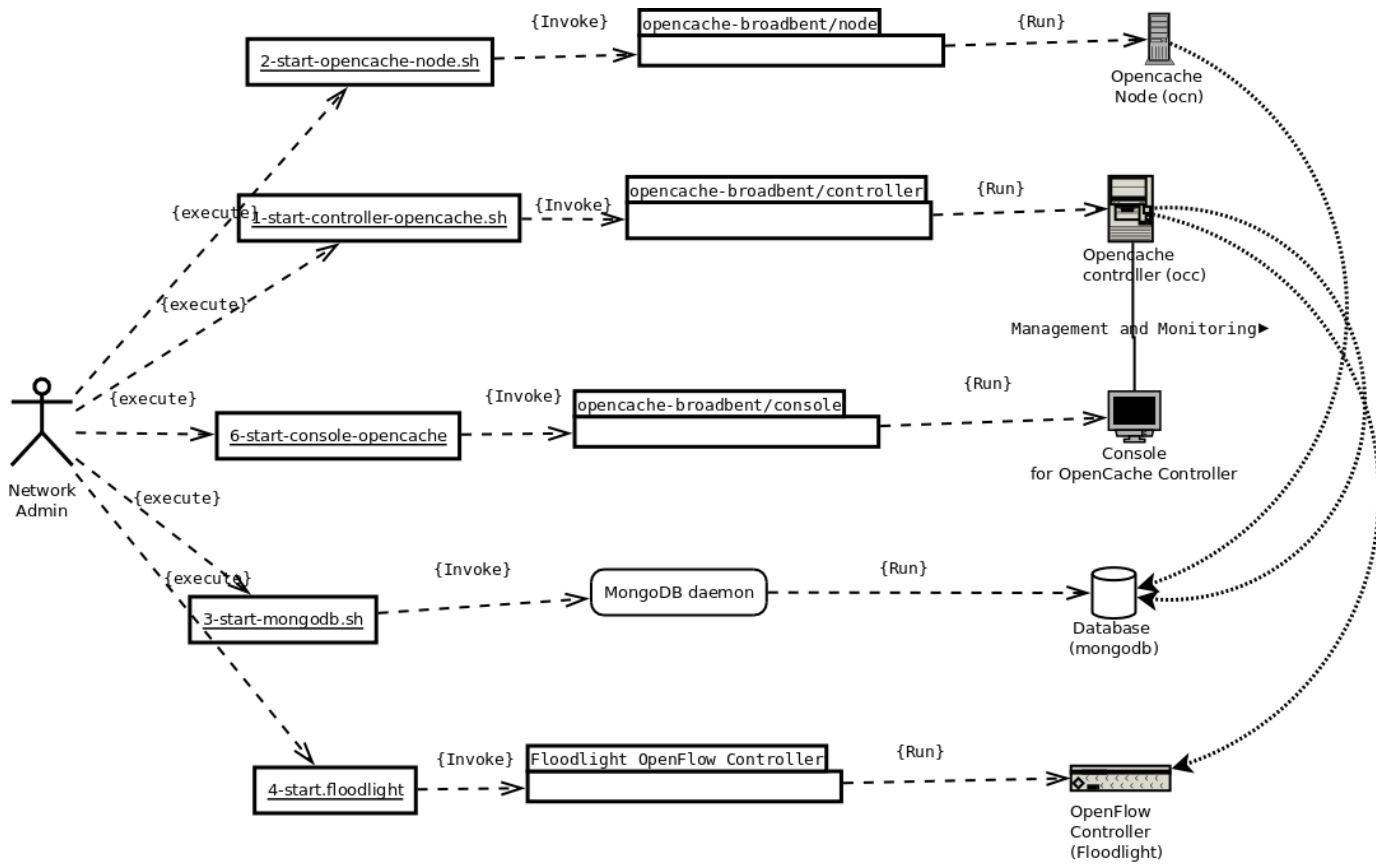 {Invoke}
opencache-broadbent/node
{Run}
2-start-opencache-node.sh
Opencache
Node (ocn)
{execute}
1-start-controller-opencache.sh
{Invoke}
opencache-broadbent/controller
{Run}
Opencache
controller (occ)
{execute}
Management and Monitoring▶
{execute}
6-start-console-opencache
{Invoke}
opencache-broadbent/console
{Run}
Console
for OpenCache Controller
Network
Admin
{execute}
{execute}
3-start-mongodb.sh
{Invoke}
MongoDB daemon
{Run}
Database
(mongodb)
4-start.floodlight
{Invoke}
Floodlight OpenFlow Controller
{Run}
OpenFlow
Controller
(Floodlight)